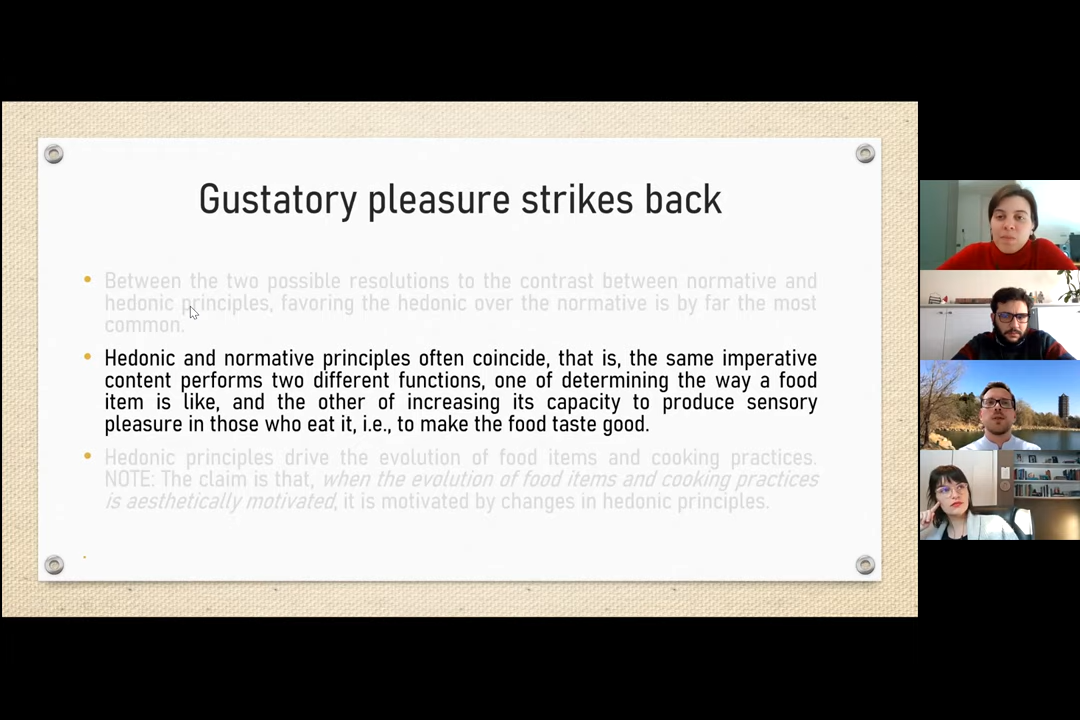 Gustatory pleasure strikes back
Between the two possible resolutions to the contrast between normative and
hedonic principles, favoring the hedonic over the normative is by far the most
common.
Hedonic and normative principles often coincide, that is, the same imperative
content performs two different functions, one of determining the way a food
item is like, and the other of increasing its capacity to produce sensory
pleasure in those who eat it, i.e., to make the food taste good.
Hedonic principles drive the evolution of food items and cooking practices.
NOTE: The claim is that, when the evolution of food items and cooking practices
is aesthetically motivated, it is motivated by changes in hedonic principles.